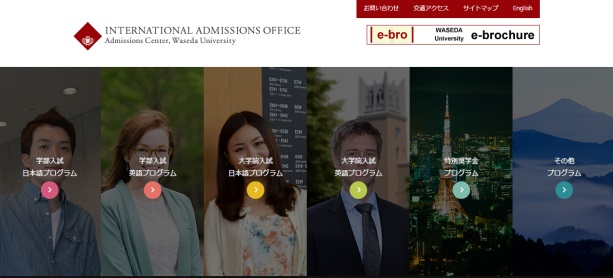 お問い合わせ 交通アクセス サイトマップ English
INTERNATIONAL ADMISSIONS OFFICE
Admissions Center, Waseda University
e-bro WASEDA University e-brochure
学部入試
日本語プログラム
学部入試
英語プログラム
大学院入試
日本語プログラム
大学院入試
英語プログラム
特別奨学金
プログラム
その他
プログラム